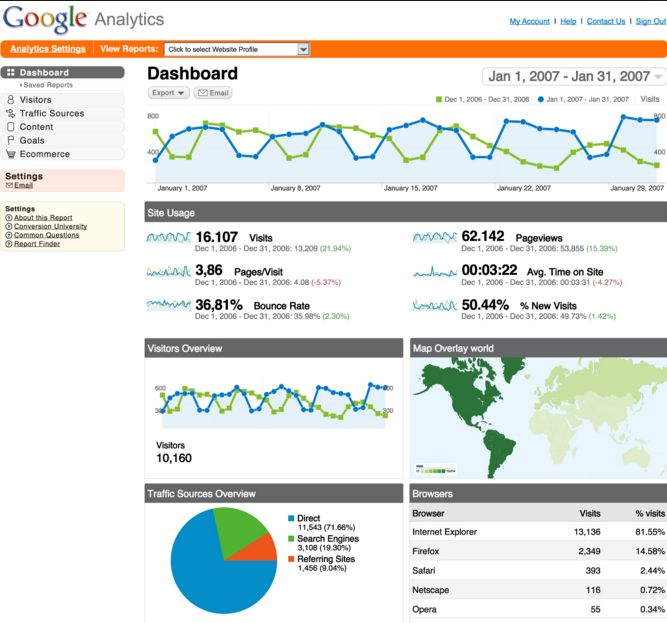 Google Analytics
My Account | Help | Contact Us | Sign Out
Analytics Settings | View Reports: Click to select Website Profile
Dashboard
Saved Reports
Visitors
Traffic Sources
Content
Goals
Ecommerce
Settings
Email
Settings
About this Report
Conversion University
Common Questions
Report Finder
Dashboard
Jan 1, 2007 - Jan 31, 2007
Export Email
Dec 1, 2006 - Dec 31, 2006 Jan 1, 2007 - Jan 31, 2007 Visits
800 800
400 400
January 1, 2007 January 8, 2007 January 15, 2007 January 22, 2007 January 29, 2007
Site Usage
16.107 Visits
Dec 1, 2006 - Dec 31, 2006: 13,209 (21.94%)
62.142 Pageviews
Dec 1, 2006 - Dec 31, 2006: 53,855 (15.39%)
3,86 Pages/Visit
Dec 1, 2006 - Dec 31, 2006: 4.08 (-5.37%)
00:03:22 Avg. Time on Site
Dec 1, 2006 - Dec 31, 2006: 00:03:31 (-4.27%)
36,81% Bounce Rate
Dec 1, 2006 - Dec 31, 2006: 35.98% (2.30%)
50.44% % New Visits
Dec 1, 2006 - Dec 31, 2006: 49.73% (1.42%)
Visitors Overview
600 600
300 300
Visitors
10,160
Map Overlay world
Visits
Traffic Sources Overview
Direct
11,543 (71.66%)
Search Engines
3,108 (19.30%)
Referring Sites
1,456 (9.04%)
Browsers
Browser Visits % visits
Internet Explorer 13,136 81.55%
Firefox 2,349 14.58%
Safari 393 2.44%
Netscape 116 0.72%
Opera 55 0.34%